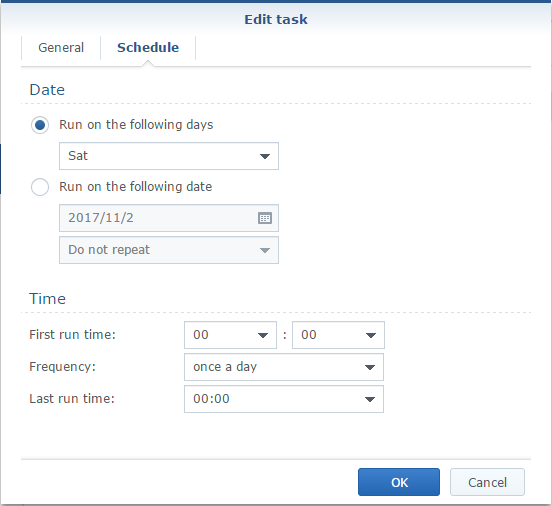 Edit task
General Schedule
Date
Run on the following days
Sat
Run on the following date
2017/11/2
Do not repeat
Time
First run time: 00 : 00
Frequency: once a day
Last run time: 00:00
OK Cancel